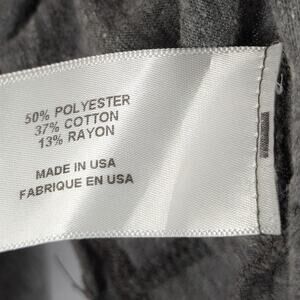 50% POLYESTER
37% COTTON
13% RAYON
MADE IN USA
FABRIQUE EN USA